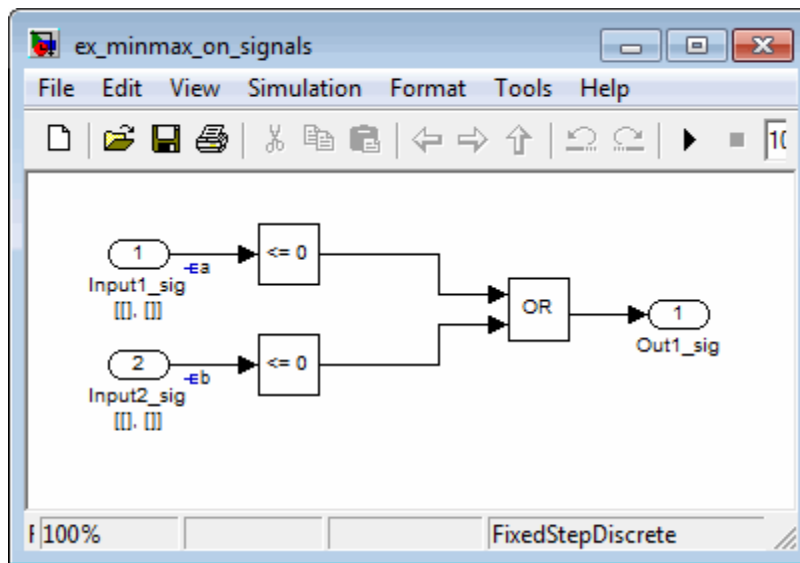 ex_minmax_on_signals
File Edit View Simulation Format Tools Help
10
1
a
<= 0
Input1_sig
[[], []]
OR
1
Out1_sig
2
b
<= 0
Input2_sig
[[], []]
100%
FixedStepDiscrete